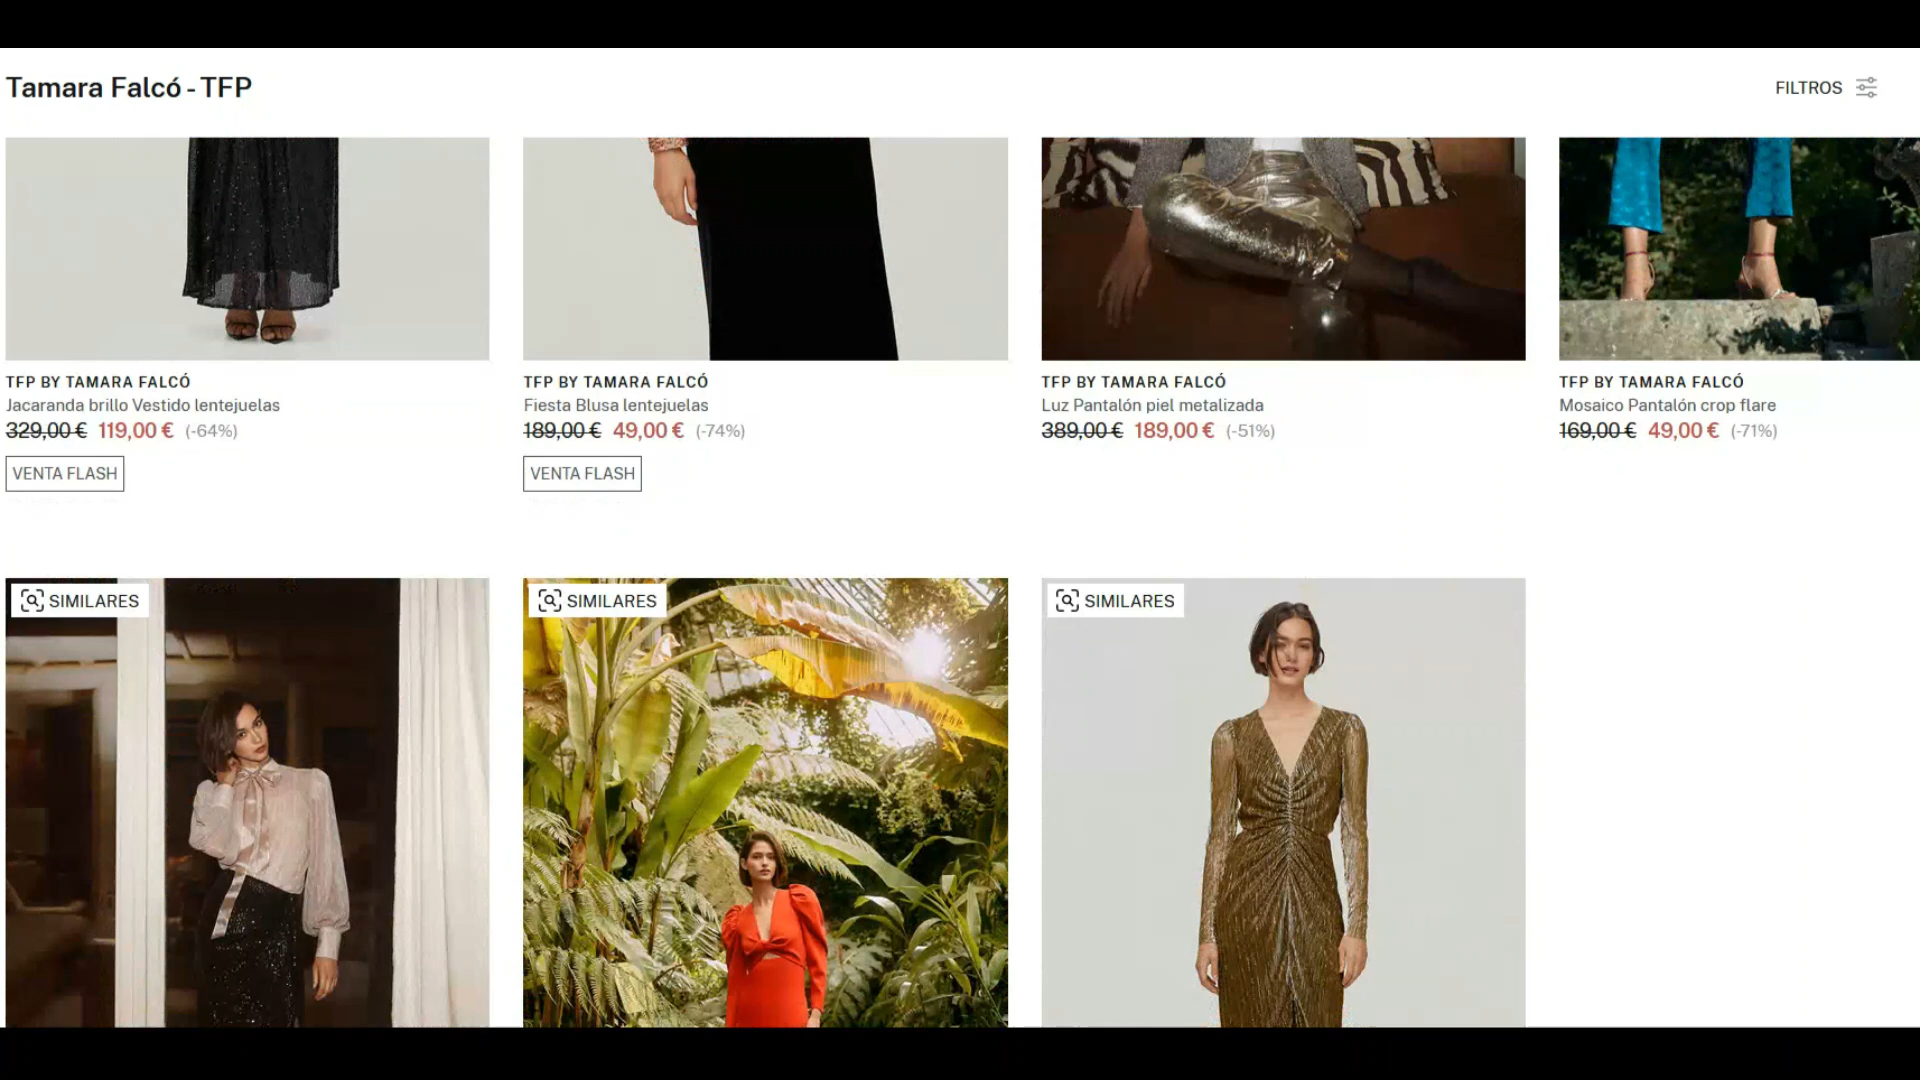 Tamara Falcó - TFP
FILTROS
TFP BY TAMARA FALCÓ
Jacaranda brillo Vestido lentejuelas
329,00 € 119,00 € (-64%)
VENTA FLASH
TFP BY TAMARA FALCÓ
Fiesta Blusa lentejuelas
189,00 € 49,00 € (-74%)
VENTA FLASH
TFP BY TAMARA FALCÓ
Luz Pantalón piel metalizada
389,00 € 189,00 € (-51%)
TFP BY TAMARA FALCÓ
Mosaico Pantalón crop flare
169,00 € 49,00 € (-71%)
SIMILARES
SIMILARES
SIMILARES